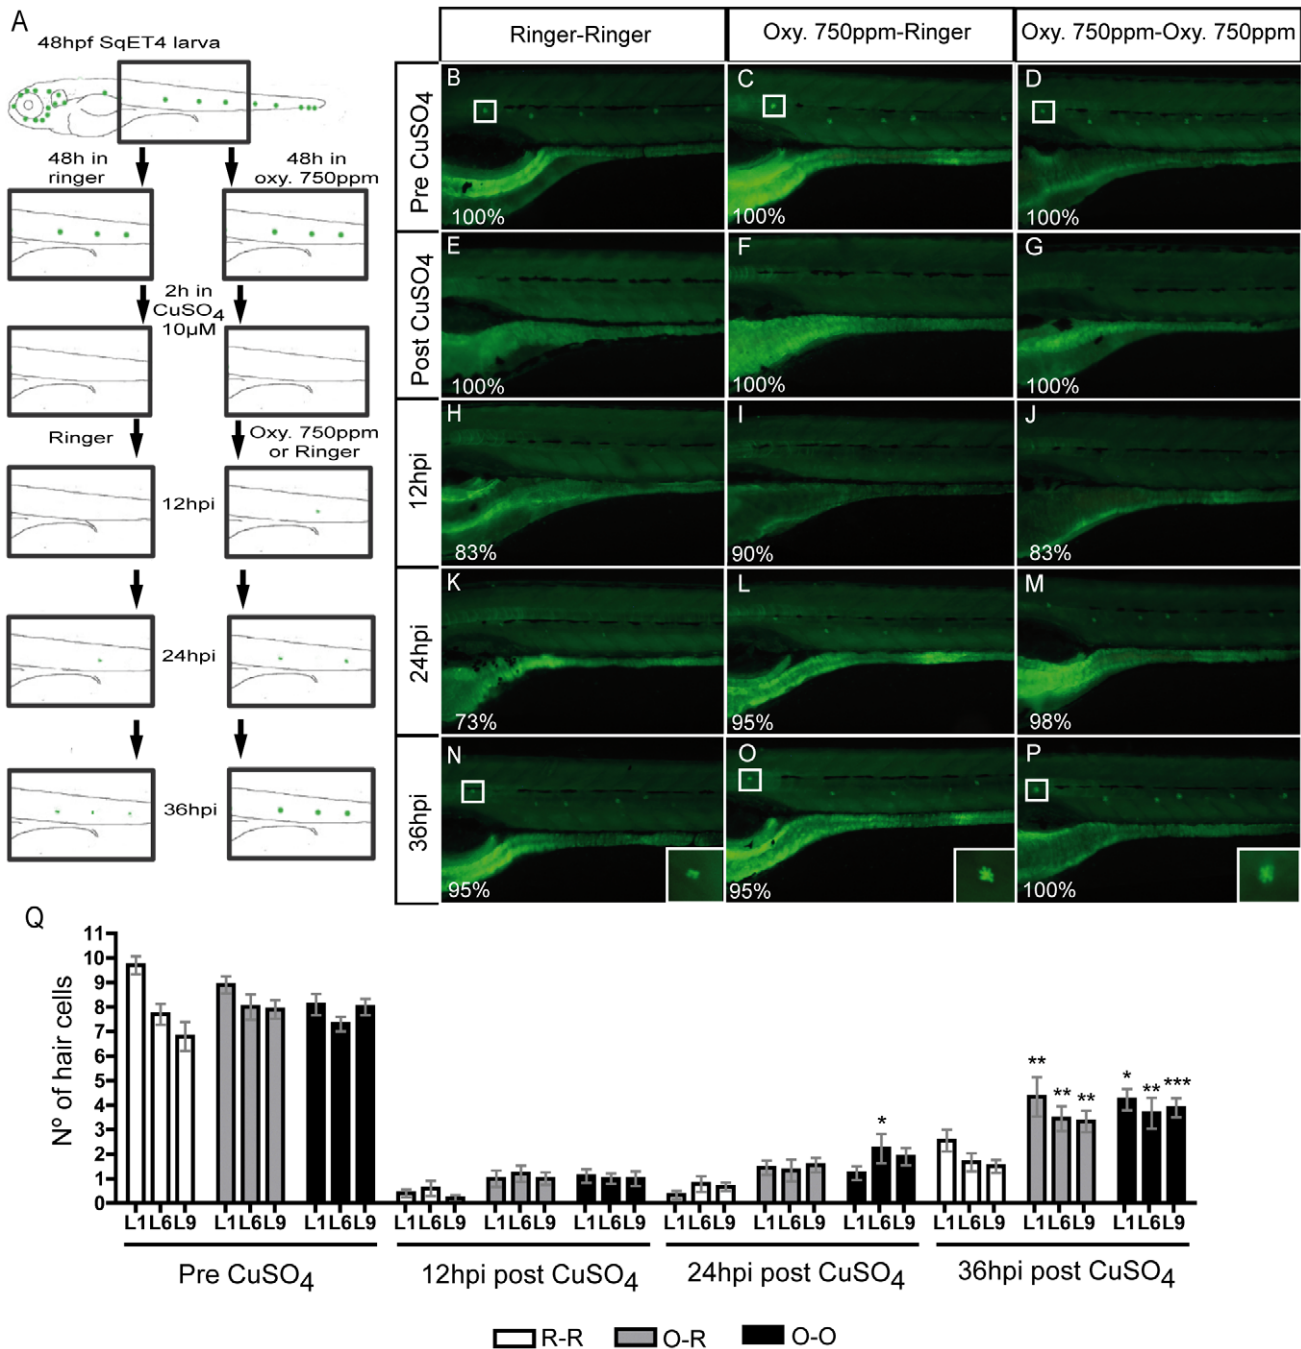 A
48hpf SqET4 larva
48h in
ringer
48h in
oxy. 750ppm
2h in
CuSO4
10µM
Ringer
Oxy. 750ppm
or Ringer
12hpi
24hpi
36hpi
Ringer-Ringer
Oxy. 750ppm-Ringer
Oxy. 750ppm-Oxy. 750ppm
Pre CuSO4
B
100%
C
100%
D
100%
Post CuSO4
E
100%
F
100%
G
100%
12hpi
H
83%
I
90%
J
83%
24hpi
K
73%
L
95%
M
98%
36hpi
N
95%
O
95%
P
100%
Q
Nº of hair cells
11
10
9
8
7
6
5
4
3
2
1
0
** ** ** * ** ***
*
L1L6L9 L1L6L9 L1L6L9 L1L6L9 L1L6L9 L1L6L9 L1L6L9 L1L6L9 L1L6L9 L1L6L9 L1L6L9 L1L6L9
Pre CuSO4 12hpi post CuSO4 24hpi post CuSO4 36hpi post CuSO4
R-R O-R O-O